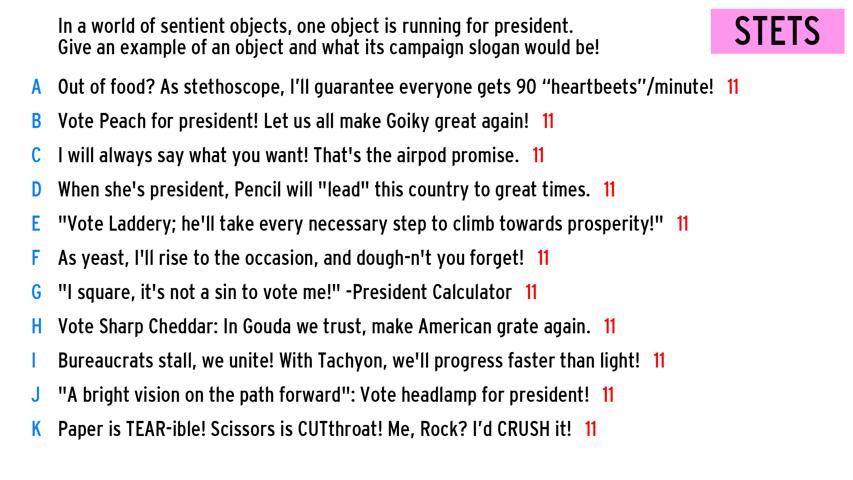 In a world of sentient objects, one object is running for president.
Give an example of an object and what its campaign slogan would be!
STETS
A Out of food? As stethoscope, I’ll guarantee everyone gets 90 “heartbeets”/minute! 11
B Vote Peach for president! Let us all make Goiky great again! 11
C I will always say what you want! That's the airpod promise. 11
D When she's president, Pencil will "lead" this country to great times. 11
E "Vote Laddery; he'll take every necessary step to climb towards prosperity!" 11
F As yeast, I'll rise to the occasion, and dough-n't you forget! 11
G "I square, it's not a sin to vote me!" -President Calculator 11
H Vote Sharp Cheddar: In Gouda we trust, make American grate again. 11
I Bureaucrats stall, we unite! With Tachyon, we'll progress faster than light! 11
J "A bright vision on the path forward": Vote headlamp for president! 11
K Paper is TEAR-ible! Scissors is CUTthroat! Me, Rock? I’d CRUSH it! 11